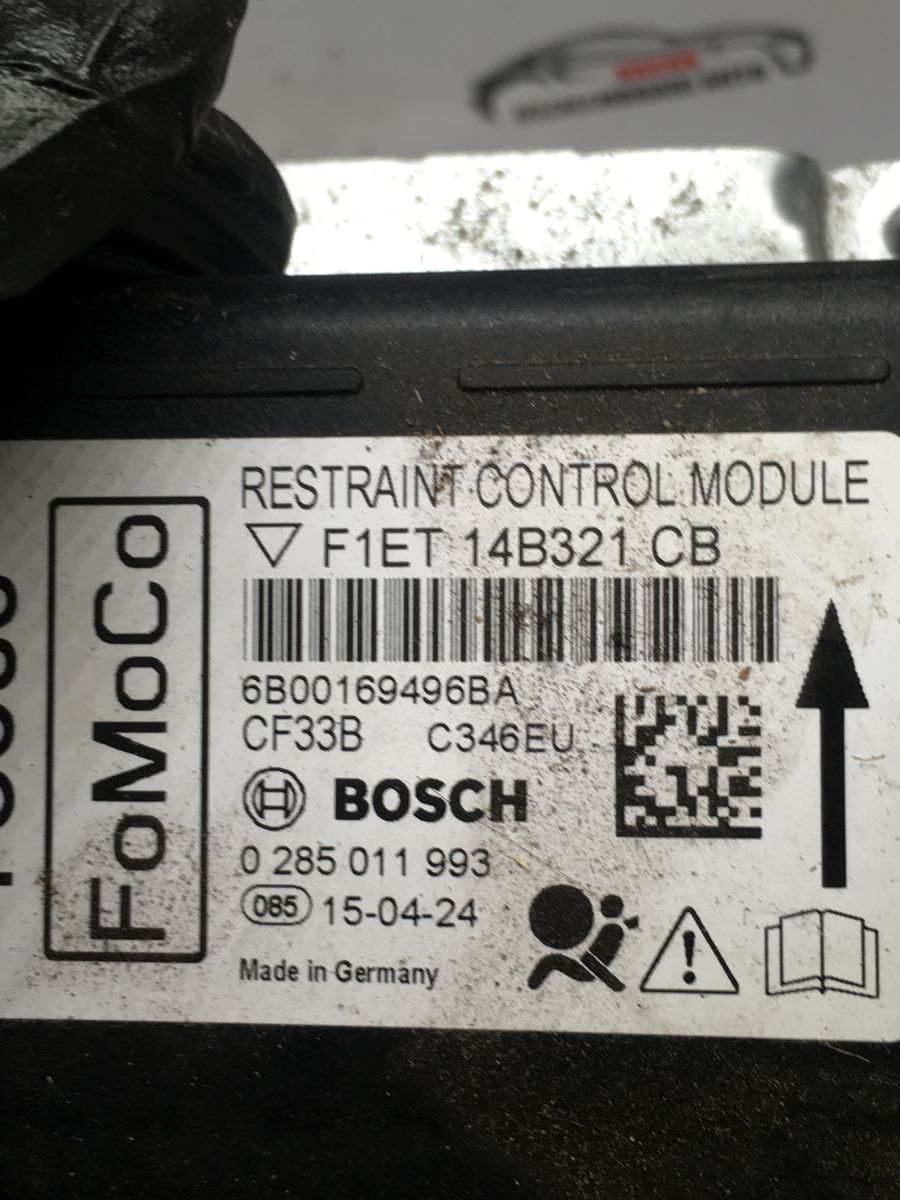 RESTRAINT CONTROL MODULE
F1ET 14B321 CB
6B00169496BA
CF33B C346EU
BOSCH
0 285 011 993
085 15-04-24
Made in Germany
FoMoCo